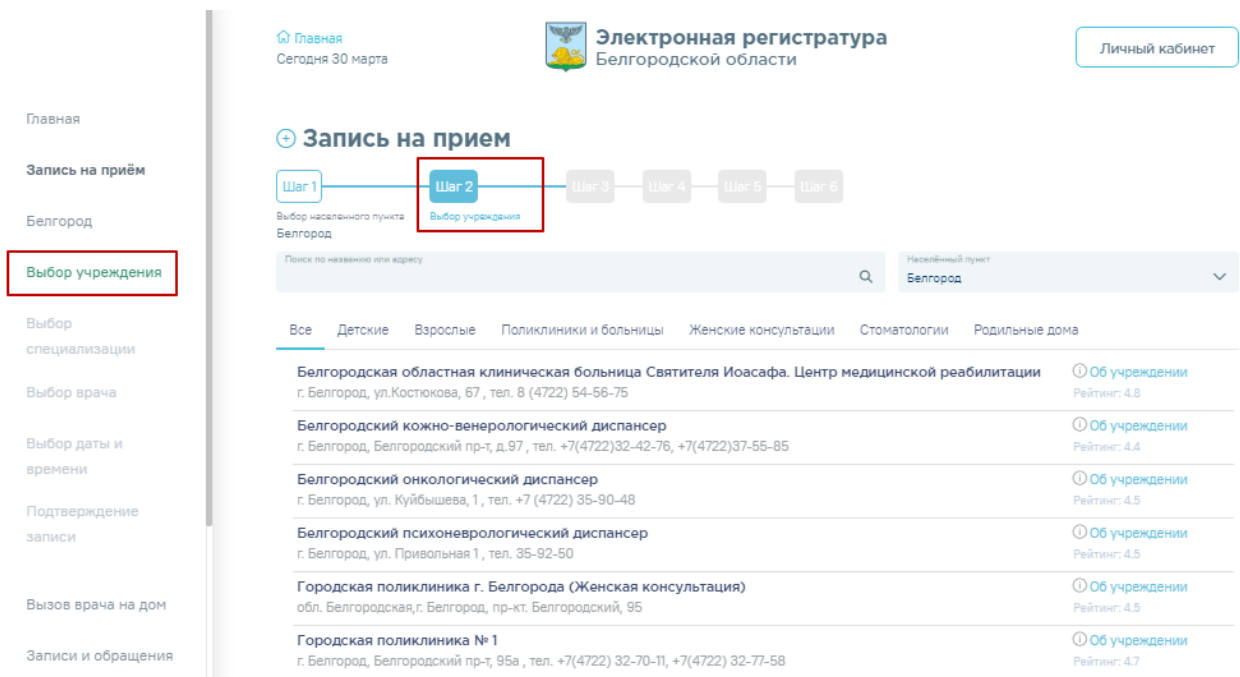 Главная
Сегодня 30 марта
Электронная регистратура
Белгородской области
Личный кабинет
Главная
Запись на приём
Белгород
Выбор учреждения
Выбор
специализации
Выбор врача
Выбор даты и
времени
Подтверждение
записи
Вызов врача на дом
Записи и обращения
Запись на прием
Шаг 1
Шаг 2
Шаг 3
Шаг 4
Шаг 5
Шаг 6
Выбор населенного пункта
Белгород
Выбор учреждения
Поиск по названию или адресу
Населённый пункт
Белгород
Все Детские Взрослые Поликлиники и больницы Женские консультации Стоматологии Родильные дома
Белгородская областная клиническая больница Святителя Иоасафа. Центр медицинской реабилитации
г. Белгород, ул.Костюкова, 67 , тел. 8 (4722) 54-56-75
Об учреждении
Рейтинг: 4.8
Белгородский кожно-венерологический диспансер
г. Белгород, Белгородский пр-т, д.97 , тел. +7(4722)32-42-76, +7(4722)37-55-85
Об учреждении
Рейтинг: 4.4
Белгородский онкологический диспансер
г. Белгород, ул. Куйбышева, 1 , тел. +7 (4722) 35-90-48
Об учреждении
Рейтинг: 4.5
Белгородский психоневрологический диспансер
г. Белгород, ул. Привольная 1 , тел. 35-92-50
Об учреждении
Рейтинг: 4.5
Городская поликлиника г. Белгорода (Женская консультация)
обл. Белгородская,г. Белгород, пр-кт. Белгородский, 95
Об учреждении
Рейтинг: 4.5
Городская поликлиника № 1
г. Белгород, Белгородский пр-т, 95а , тел. +7(4722) 32-70-11, +7(4722) 32-77-58
Об учреждении
Рейтинг: 4.7